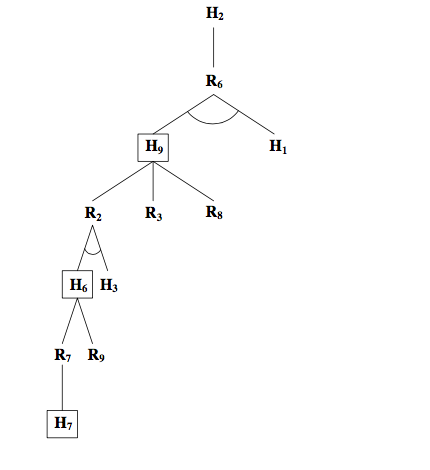 H₂
R₆
H₉ H₁
R₂ R₃ R₈
H₆ H₃
R₇ R₉
H₇